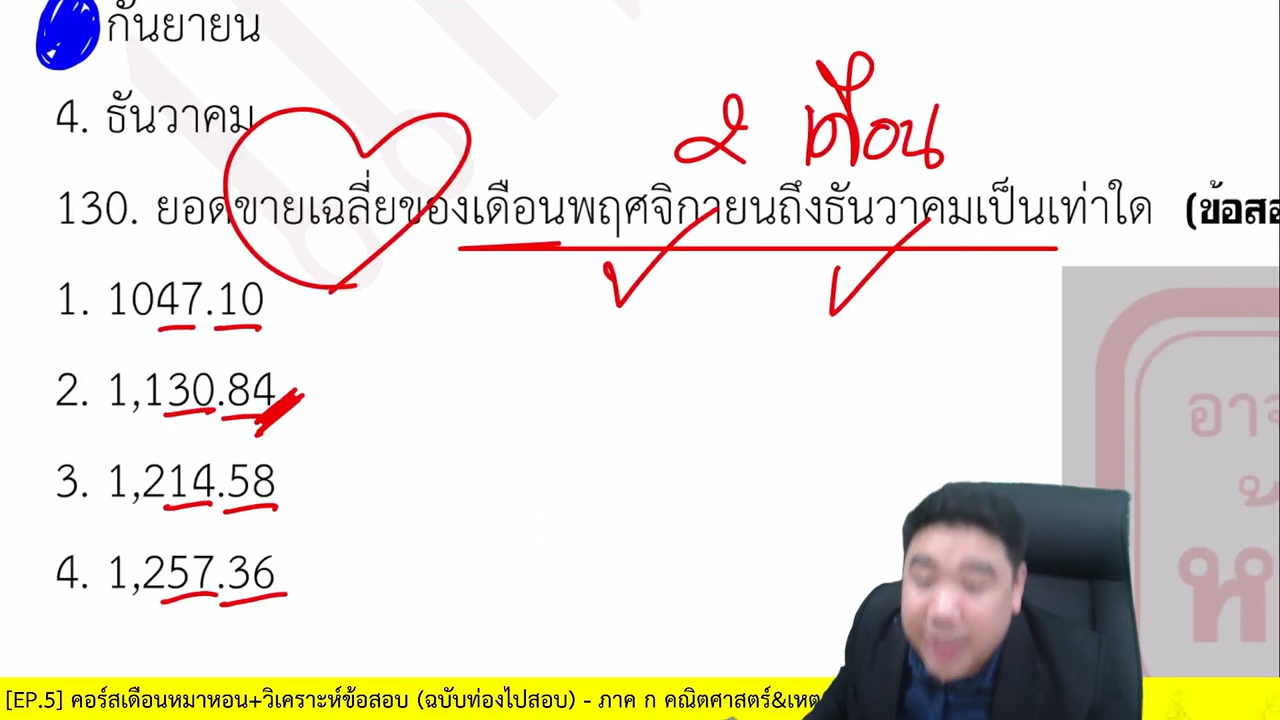 กันยายน
4. ธันวาคม
๒ เดือน
130. ยอดขายเฉลี่ยของเดือนพฤศจิกายนถึงธันวาคมเป็นเท่าใด (ข้อสอ
1. 1047.10
2. 1,130.84
3. 1,214.58
4. 1,257.36
อาจ
ห
[EP.5] คอร์สเดือนหมาหอน+วิเคราะห์ข้อสอบ (ฉบับท่องไปสอบ) - ภาค ก คณิตศาสตร์&เหตุ